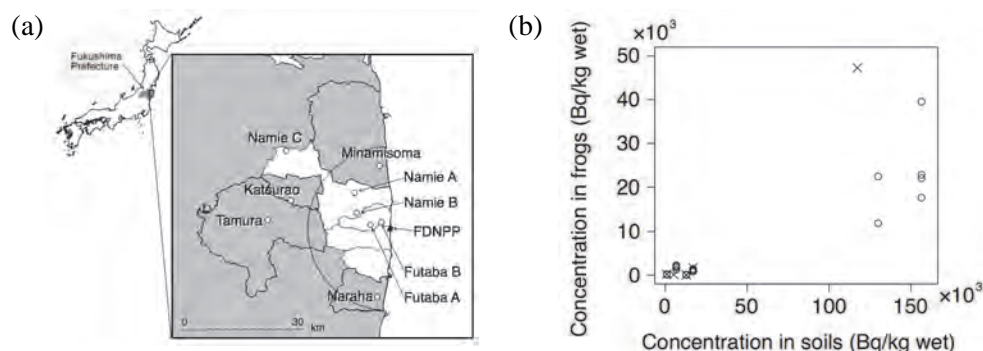 (a)
Fukushima
Prefecture
Namie C
Minamisoma
Namie A
Katsurao
Namie B
Tamura
FDNPP
Futaba B
Naraha
Futaba A
0
30
km
(b)
×10³
Concentration in frogs (Bq/kg wet)
50
40
30
20
10
0
0
50
100
150
×10³
Concentration in soils (Bq/kg wet)